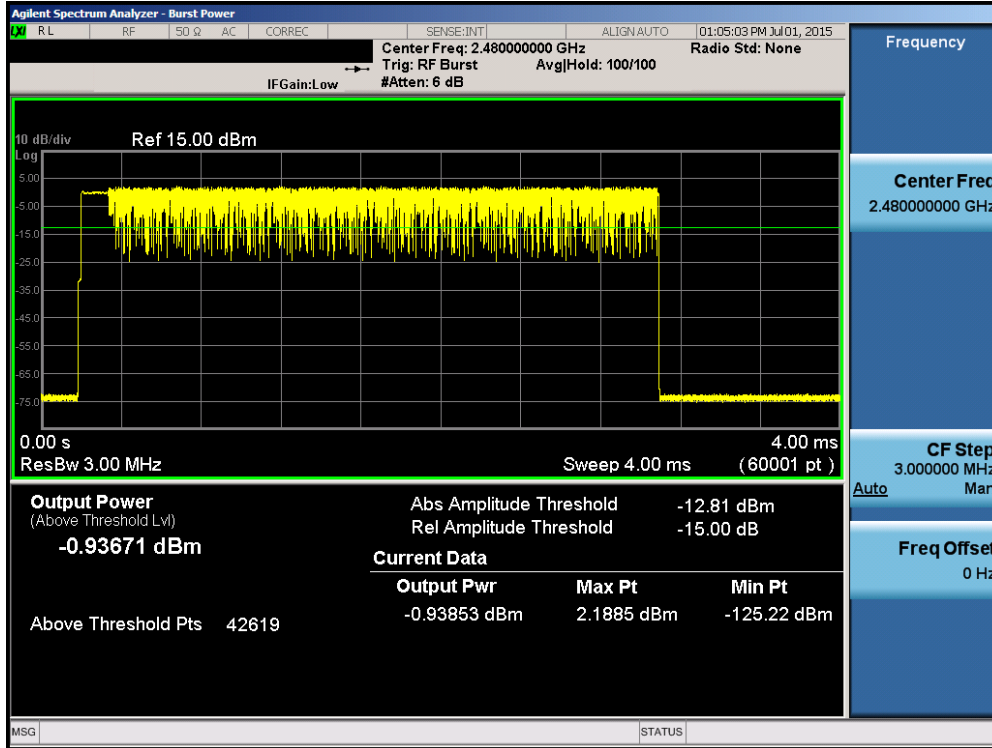 Agilent Spectrum Analyzer - Burst Power
LXI RL RF 50 Ω AC CORREC SENSE:INT ALIGN AUTO 01:05:03 PM Jul 01, 2015
Center Freq: 2.480000000 GHz Radio Std: None
Trig: RF Burst Avg|Hold: 100/100
IFGain:Low #Atten: 6 dB
Frequency
10 dB/div Ref 15.00 dBm
Log
5.00
-5.00
-15.0
-25.0
-35.0
-45.0
-55.0
-65.0
-75.0
0.00 s 4.00 ms
ResBw 3.00 MHz Sweep 4.00 ms (60001 pt)
Center Freq
2.480000000 GHz
CF Step
3.000000 MHz
Auto Man
Freq Offset
0 Hz
Output Power
(Above Threshold Lvl)
-0.93671 dBm
Above Threshold Pts 42619
Abs Amplitude Threshold -12.81 dBm
Rel Amplitude Threshold -15.00 dB
Current Data
Output Pwr Max Pt Min Pt
-0.93853 dBm 2.1885 dBm -125.22 dBm
MSG STATUS